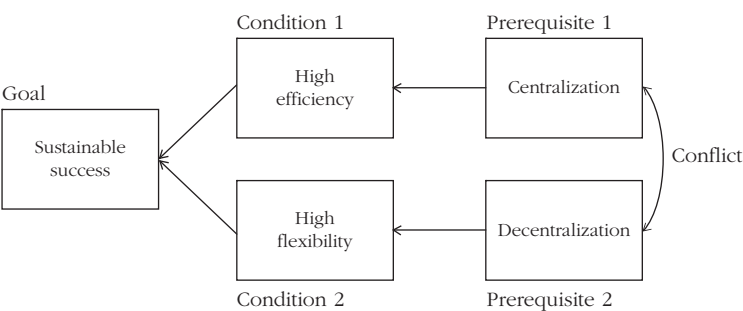 Condition 1
Prerequisite 1
High
efficiency
Centralization
Goal
Sustainable
success
Conflict
High
flexibility
Decentralization
Condition 2
Prerequisite 2